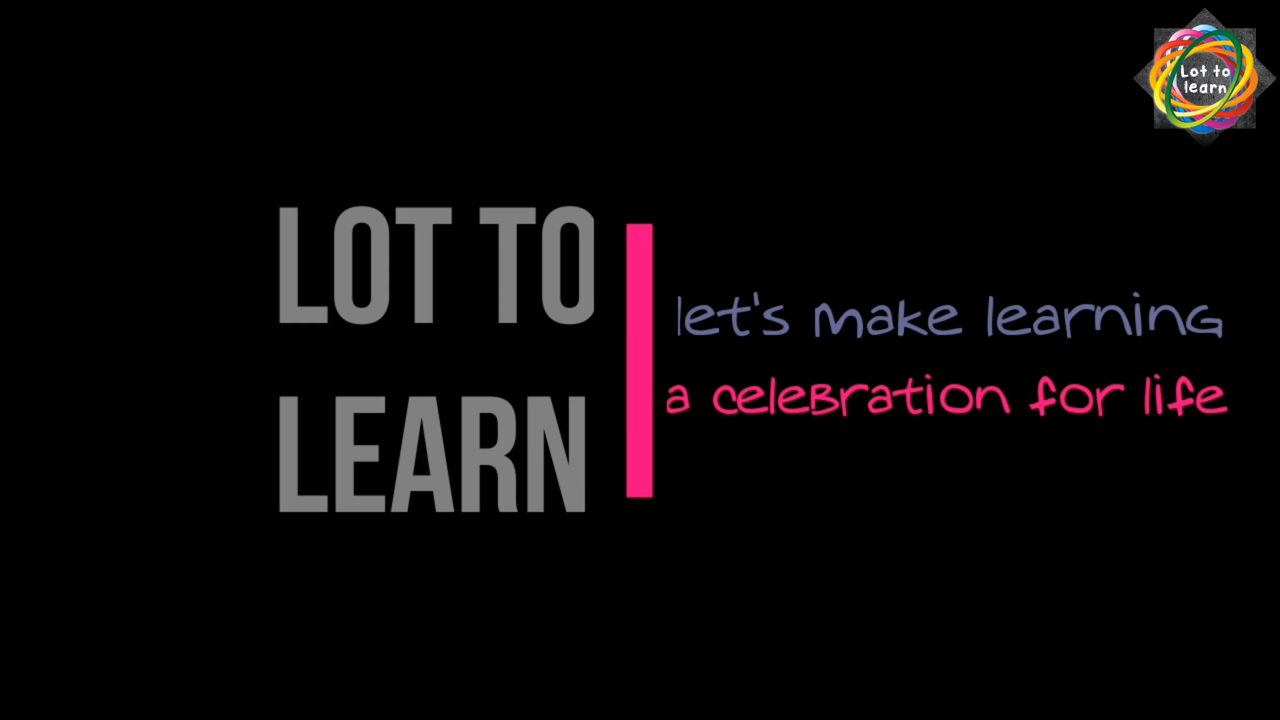 Lot to
learn
LOT TO
LEARN
let's make learning
a celebration for life